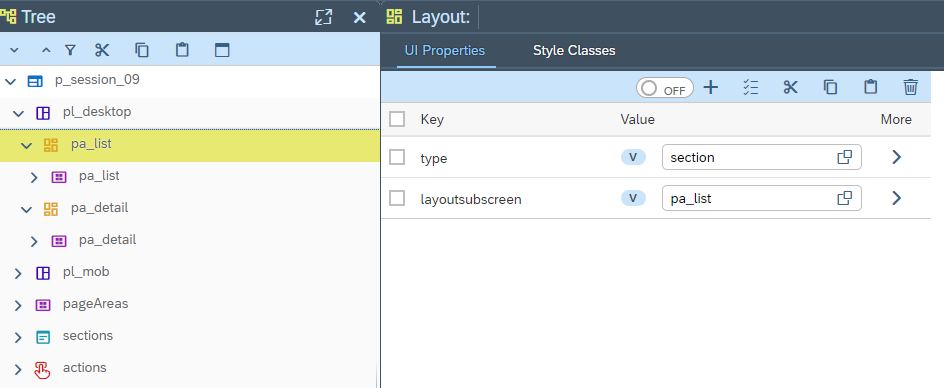 Tree
Layout:
UI Properties
Style Classes
OFF
p_session_09
pl_desktop
pa_list
pa_list
pa_detail
pa_detail
pl_mob
pageAreas
sections
actions
Key Value More
type V section
layoutsubscreen V pa_list